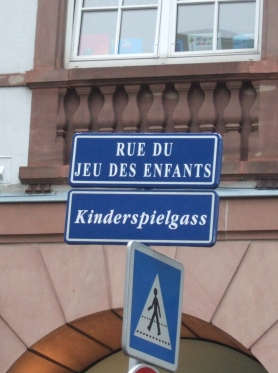 RUE DU
JEU DES ENFANTS
Kinderspielgass